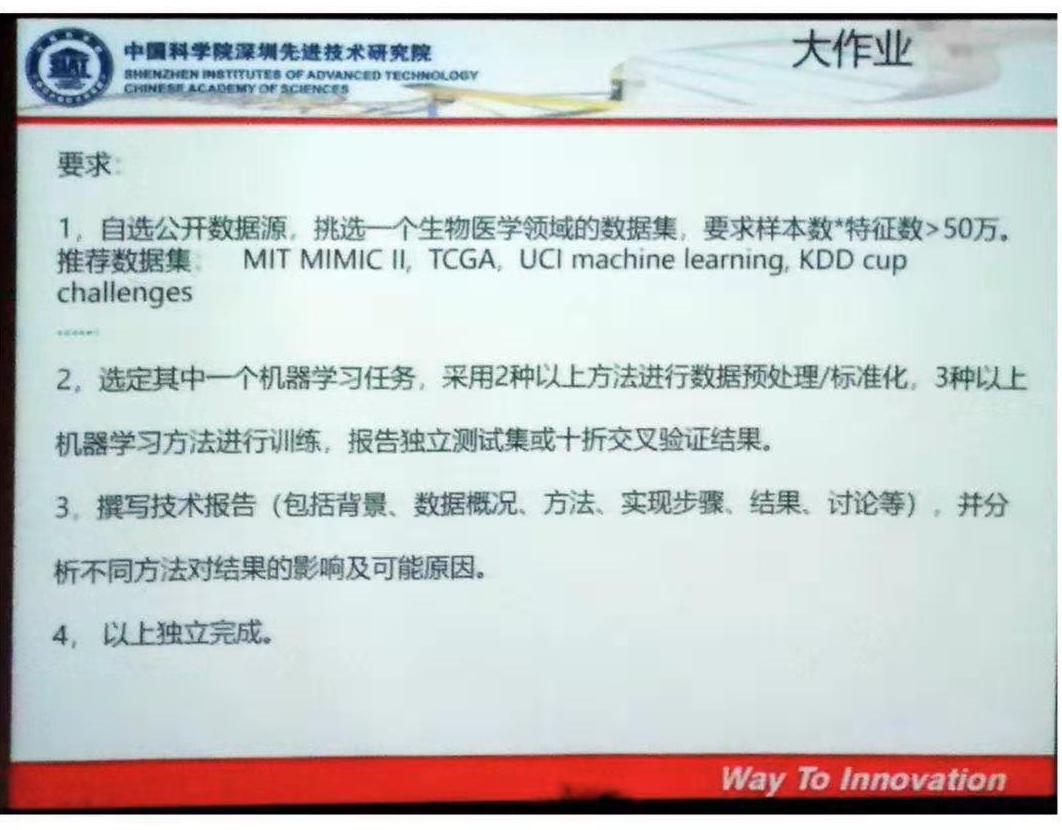 中国科学院深圳先进技术研究院
SHENZHEN INSTITUTES OF ADVANCED TECHNOLOGY
CHINESE ACADEMY OF SCIENCES
大作业
SIAT
要求：
1，自选公开数据源，挑选一个生物医学领域的数据集，要求样本数*特征数>50万。
推荐数据集： MIT MIMIC II, TCGA, UCI machine learning, KDD cup
challenges
2，选定其中一个机器学习任务，采用2种以上方法进行数据预处理/标准化，3种以上
机器学习方法进行训练，报告独立测试集或十折交叉验证结果。
3，撰写技术报告（包括背景、数据概况、方法、实现步骤、结果、讨论等），并分
析不同方法对结果的影响及可能原因。
4， 以上独立完成。
Way To Innovation